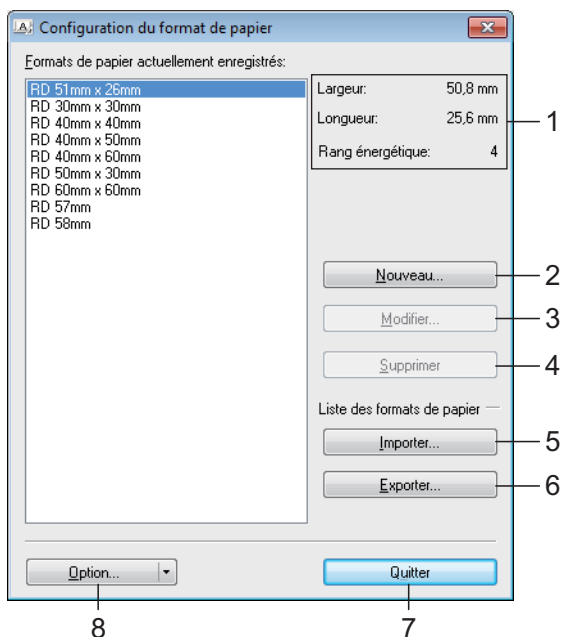 Configuration du format de papier
Formats de papier actuellement enregistrés:
RD 51mm x 26mm
RD 30mm x 30mm
RD 40mm x 40mm
RD 40mm x 50mm
RD 40mm x 60mm
RD 50mm x 30mm
RD 60mm x 60mm
RD 57mm
RD 58mm
Largeur: 50,8 mm
Longueur: 25,6 mm
Rang énergétique: 4
1
Nouveau... 2
Modifier... 3
Supprimer 4
Liste des formats de papier
Importer... 5
Exporter... 6
Option... Quitter
8 7